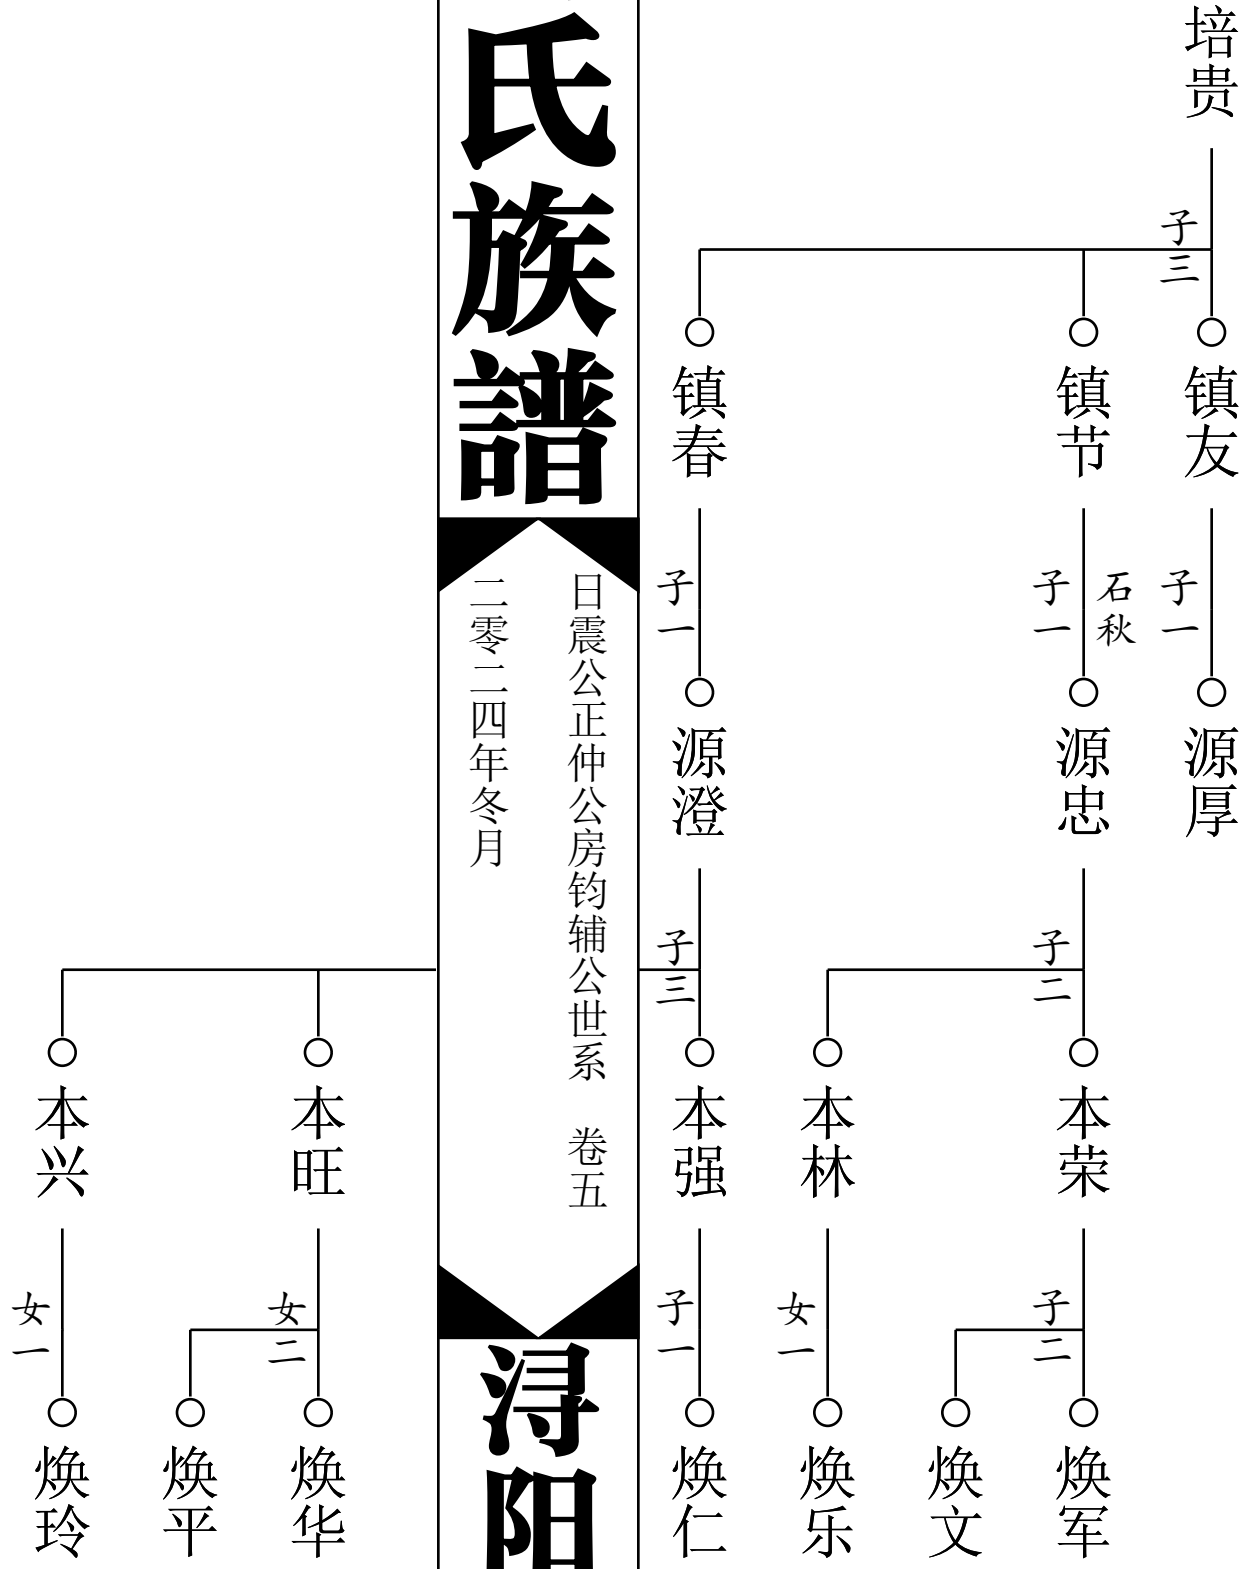 培贵
子三
镇友
镇节
镇春
子一
石秋
子一
子一
源厚
源忠
源澄
子二
子三
本荣
本林
本强
本旺
本兴
子二
女一
子一
女二
女一
焕军
焕文
焕乐
焕仁
焕华
焕平
焕玲
氏族譜
日震公正仲公房钧辅公世系 卷五
二零二四年冬月
浔阳